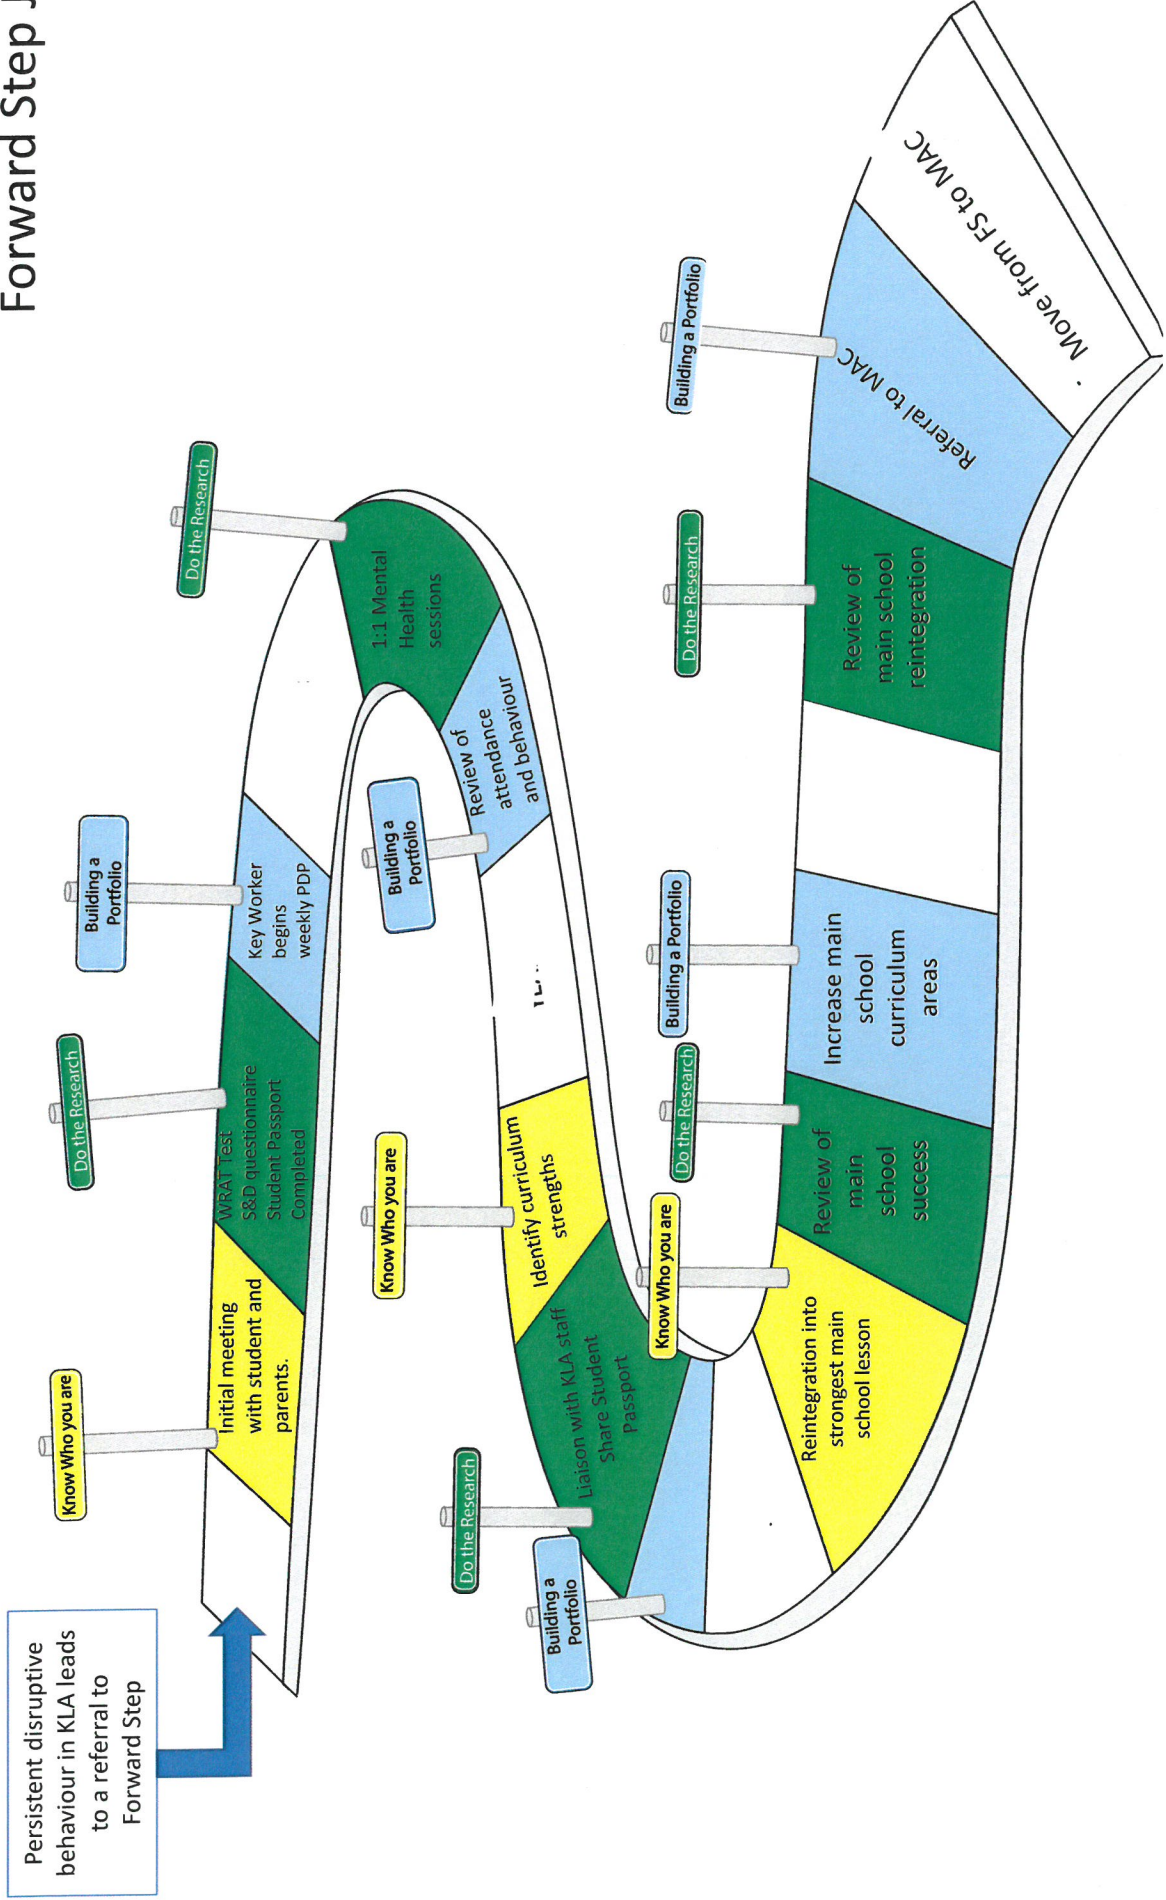 Forward Step
Persistent disruptive
behaviour in KLA leads
to a referral to
Forward Step
Know Who you are
Initial meeting
with student and
parents.
Do the Research
WRAT Test
S&D questionnaire
Student Passport
Completed
Building a
Portfolio
Key Worker
begins
weekly PDP
Do the Research
1:1 Mental
Health
sessions
Building a
Portfolio
Review of
attendance
and behaviour
Know Who you are
Identify curriculum
strengths
Do the Research
Liaison with KLA staff
Share Student
Passport
Building a
Portfolio
Know Who you are
Reintegration into
strongest main
school lesson
Do the Research
Review of
main
school
success
Building a Portfolio
Increase main
school
curriculum
areas
Do the Research
Review of
main school
reintegration
Building a Portfolio
Referral to MAC
Move from FS to MAC